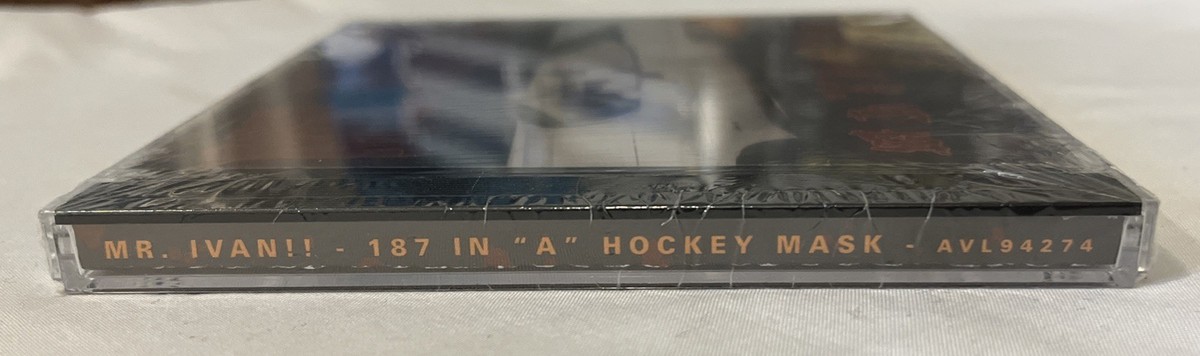 MR. IVAN!! - 187 IN “A” HOCKEY MASK - AVL94274